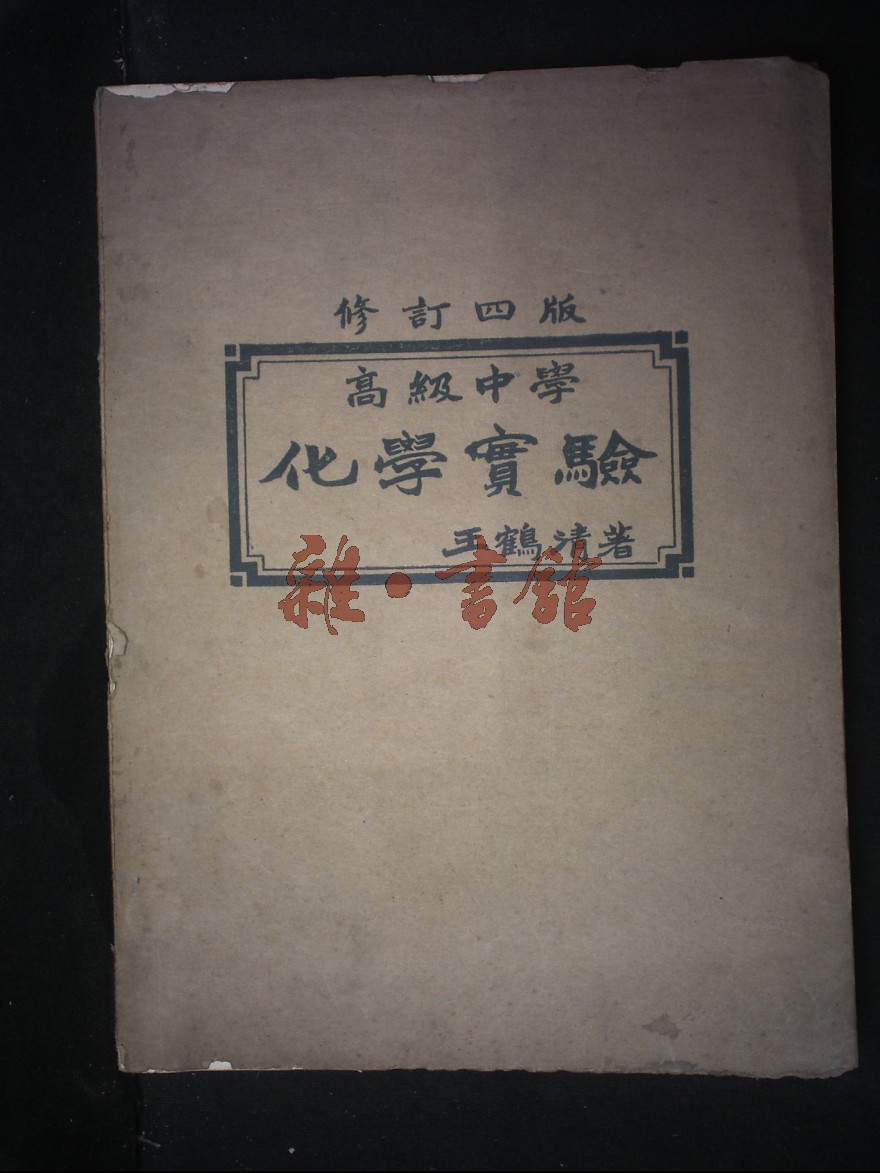 修訂四版
高級中學
化學實驗
王鶴清著
雜·書館